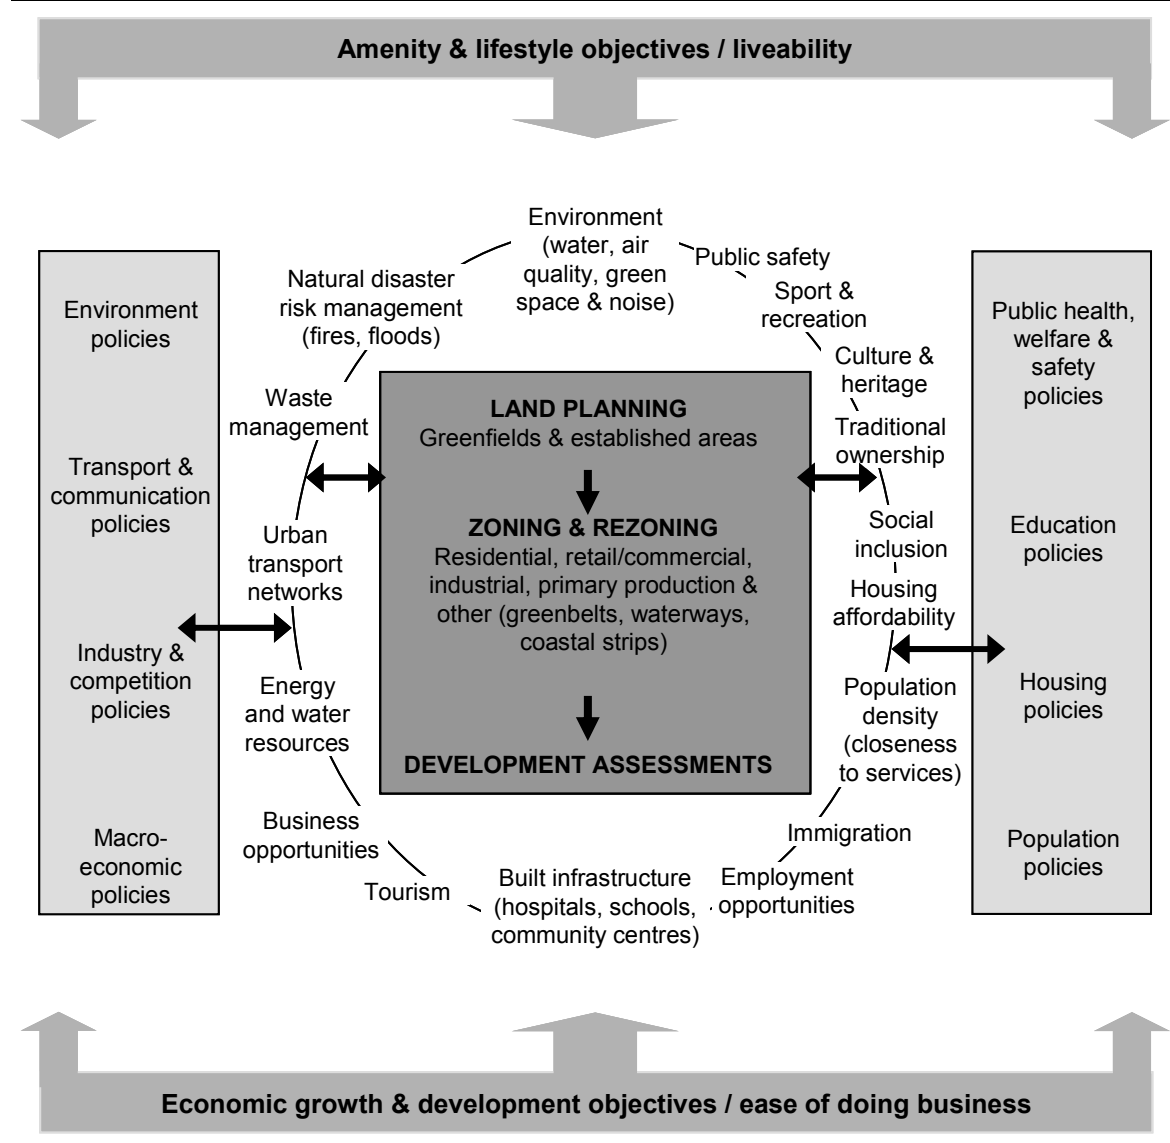 Amenity & lifestyle objectives / liveability
Environment
policies
Transport &
communication
policies
Industry &
competition
policies
Macro-
economic
policies
Environment
(water, air
quality, green
space & noise)
Public safety
Sport &
recreation
Culture &
heritage
Traditional
ownership
Social
inclusion
Housing
affordability
Population
density
(closeness
to services)
Immigration
Employment
opportunities
Built infrastructure
(hospitals, schools,
community centres)
Tourism
Business
opportunities
Energy
and water
resources
Urban
transport
networks
Waste
management
Natural disaster
risk management
(fires, floods)
LAND PLANNING
Greenfields & established areas
ZONING & REZONING
Residential, retail/commercial,
industrial, primary production &
other (greenbelts, waterways,
coastal strips)
DEVELOPMENT ASSESSMENTS
Public health,
welfare &
safety
policies
Education
policies
Housing
policies
Population
policies
Economic growth & development objectives / ease of doing business